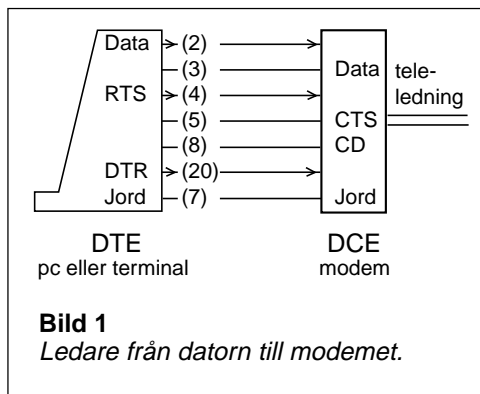 Data (2)
(3) Data tele-
RTS (4) ledning
(5) CTS
(8) CD
DTR (20)
Jord (7) Jord
DTE DCE
pc eller terminal modem
Bild 1
Ledare från datorn till modemet.